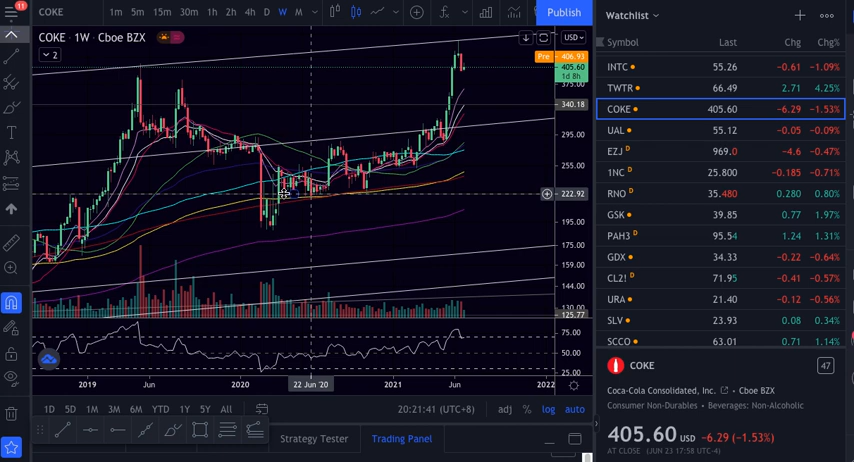 11
COKE
1m 5m 15m 30m 1h 2h 4h D W M
Publish
COKE · 1W · Cboe BZX
2
USD
Pre 406.93
405.60
1d 8h
375.00
340.18
295.00
255.00
222.92
195.00
175.00
159.00
144.00
130.00
125.77
75.00
50.00
25.00
2019 Jun 2020 22 Jun '20 2021 Jun 2022
1D 5D 1M 3M 6M YTD 1Y 5Y All
20:21:41 (UTC+8) adj % log auto
Strategy Tester Trading Panel
Watchlist
Symbol Last Chg Chg%
INTC 55.26 −0.61 −1.09%
TWTR 66.49 2.71 4.25%
COKE 405.60 −6.29 −1.53%
UAL 55.12 −0.05 −0.09%
EZJ D 969.0 −4.6 −0.47%
1NC D 25.800 −0.185 −0.71%
RNO D 35.480 0.280 0.80%
GSK 39.85 0.77 1.97%
PAH3 D 95.54 1.24 1.31%
GDX 34.33 −0.22 −0.64%
CL2! D 71.95 −0.41 −0.57%
URA 21.40 −0.12 −0.56%
SLV 23.93 0.08 0.34%
SCCO 63.01 0.71 1.14%
COKE 47
Coca-Cola Consolidated, Inc. • Cboe BZX
Consumer Non-Durables • Beverages: Non-Alcoholic
405.60 USD −6.29 (−1.53%)
AT CLOSE (JUN 23 17:58 UTC-4)